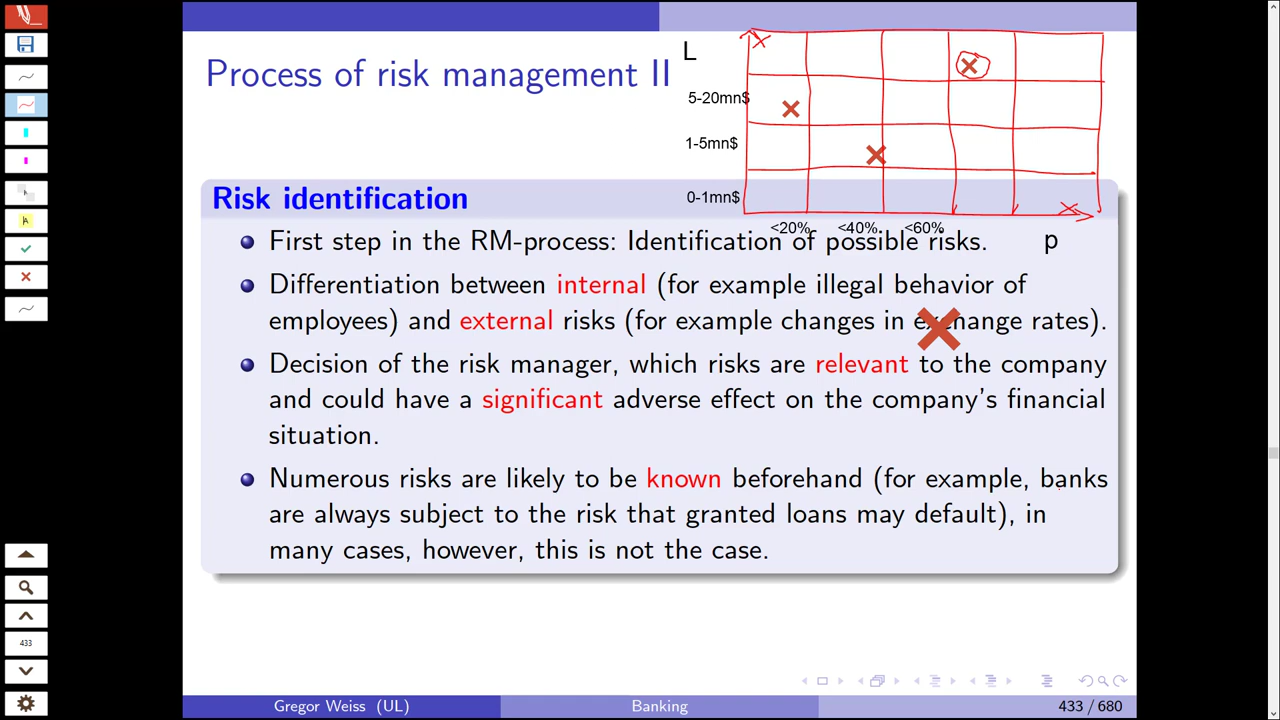 L
Process of risk management II
5-20mn$
1-5mn$
0-1mn$
<20% <40% <60%
p
Risk identification
First step in the RM-process: Identification of possible risks.
Differentiation between internal (for example illegal behavior of
employees) and external risks (for example changes in exchange rates).
Decision of the risk manager, which risks are relevant to the company
and could have a significant adverse effect on the company's financial
situation.
Numerous risks are likely to be known beforehand (for example, banks
are always subject to the risk that granted loans may default), in
many cases, however, this is not the case.
A
433
Gregor Weiss (UL) Banking 433 / 680